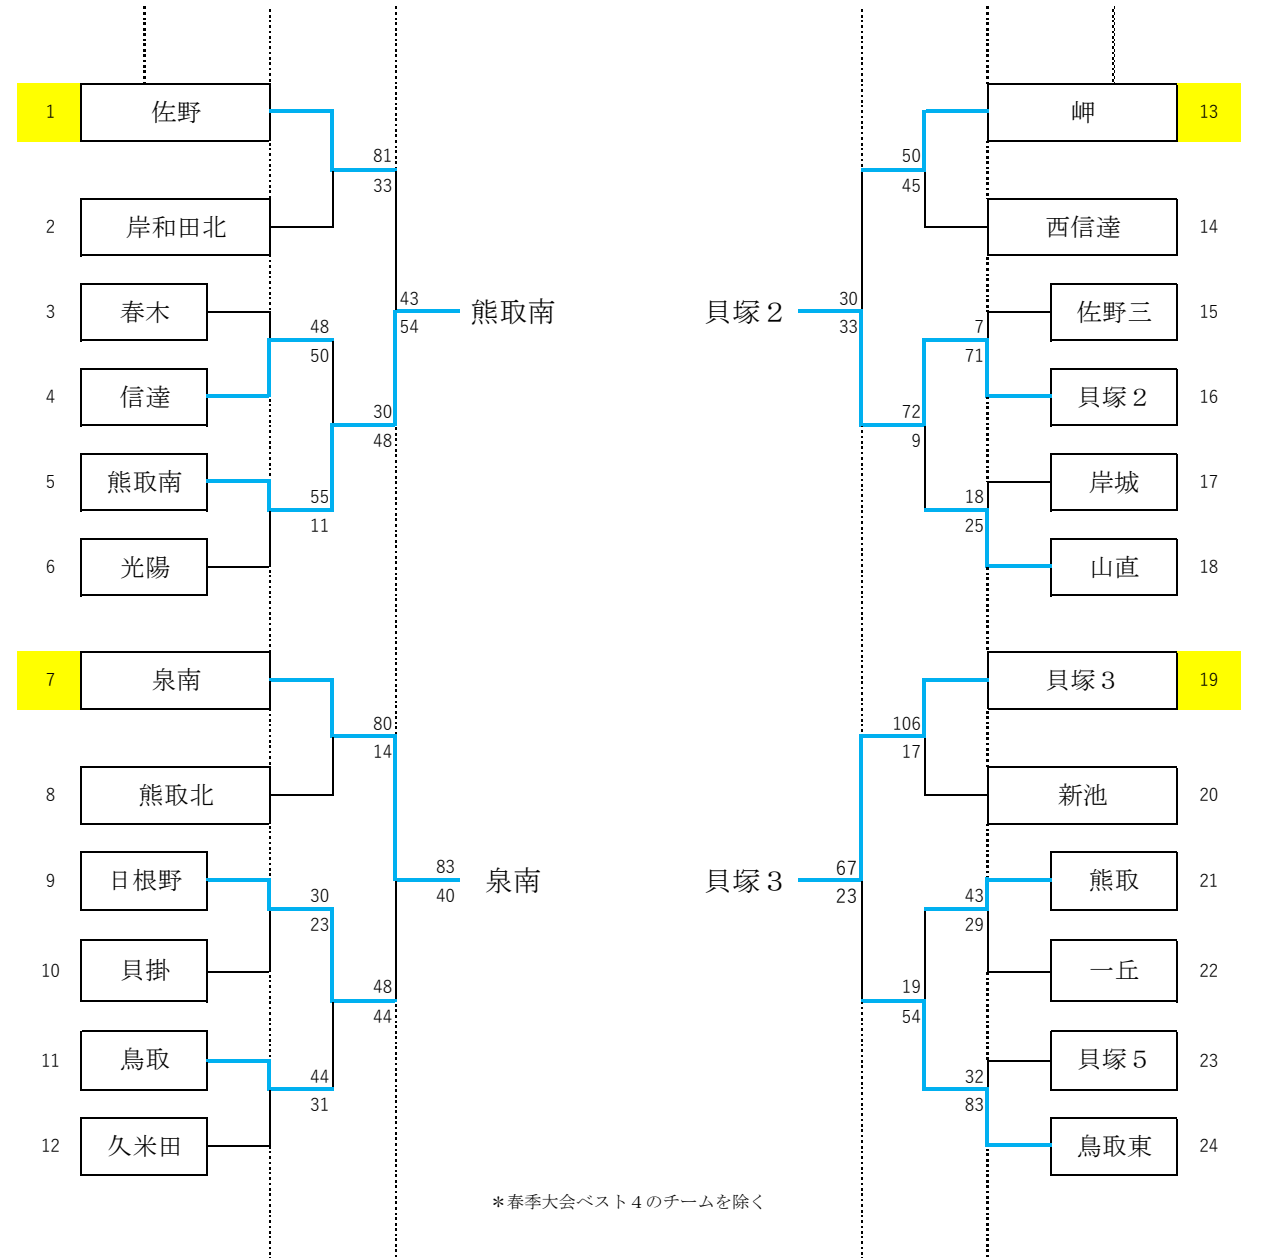 1 佐野
81
33
2 岸和田北
3 春木
48
50
4 信達
43
54
熊取南
30
48
5 熊取南
55
11
6 光陽
7 泉南
80
14
8 熊取北
9 日根野
30
23
10 貝掛
83
40
泉南
48
44
11 鳥取
44
31
12 久米田
岬 13
50
45
西信達 14
佐野三 15
7
71
貝塚2 16
貝塚2
30
33
72
9
岸城 17
18
25
山直 18
貝塚3 19
106
17
新池 20
熊取 21
43
29
一丘 22
貝塚3
67
23
19
54
貝塚5 23
32
83
鳥取東 24
＊春季大会ベスト4のチームを除く